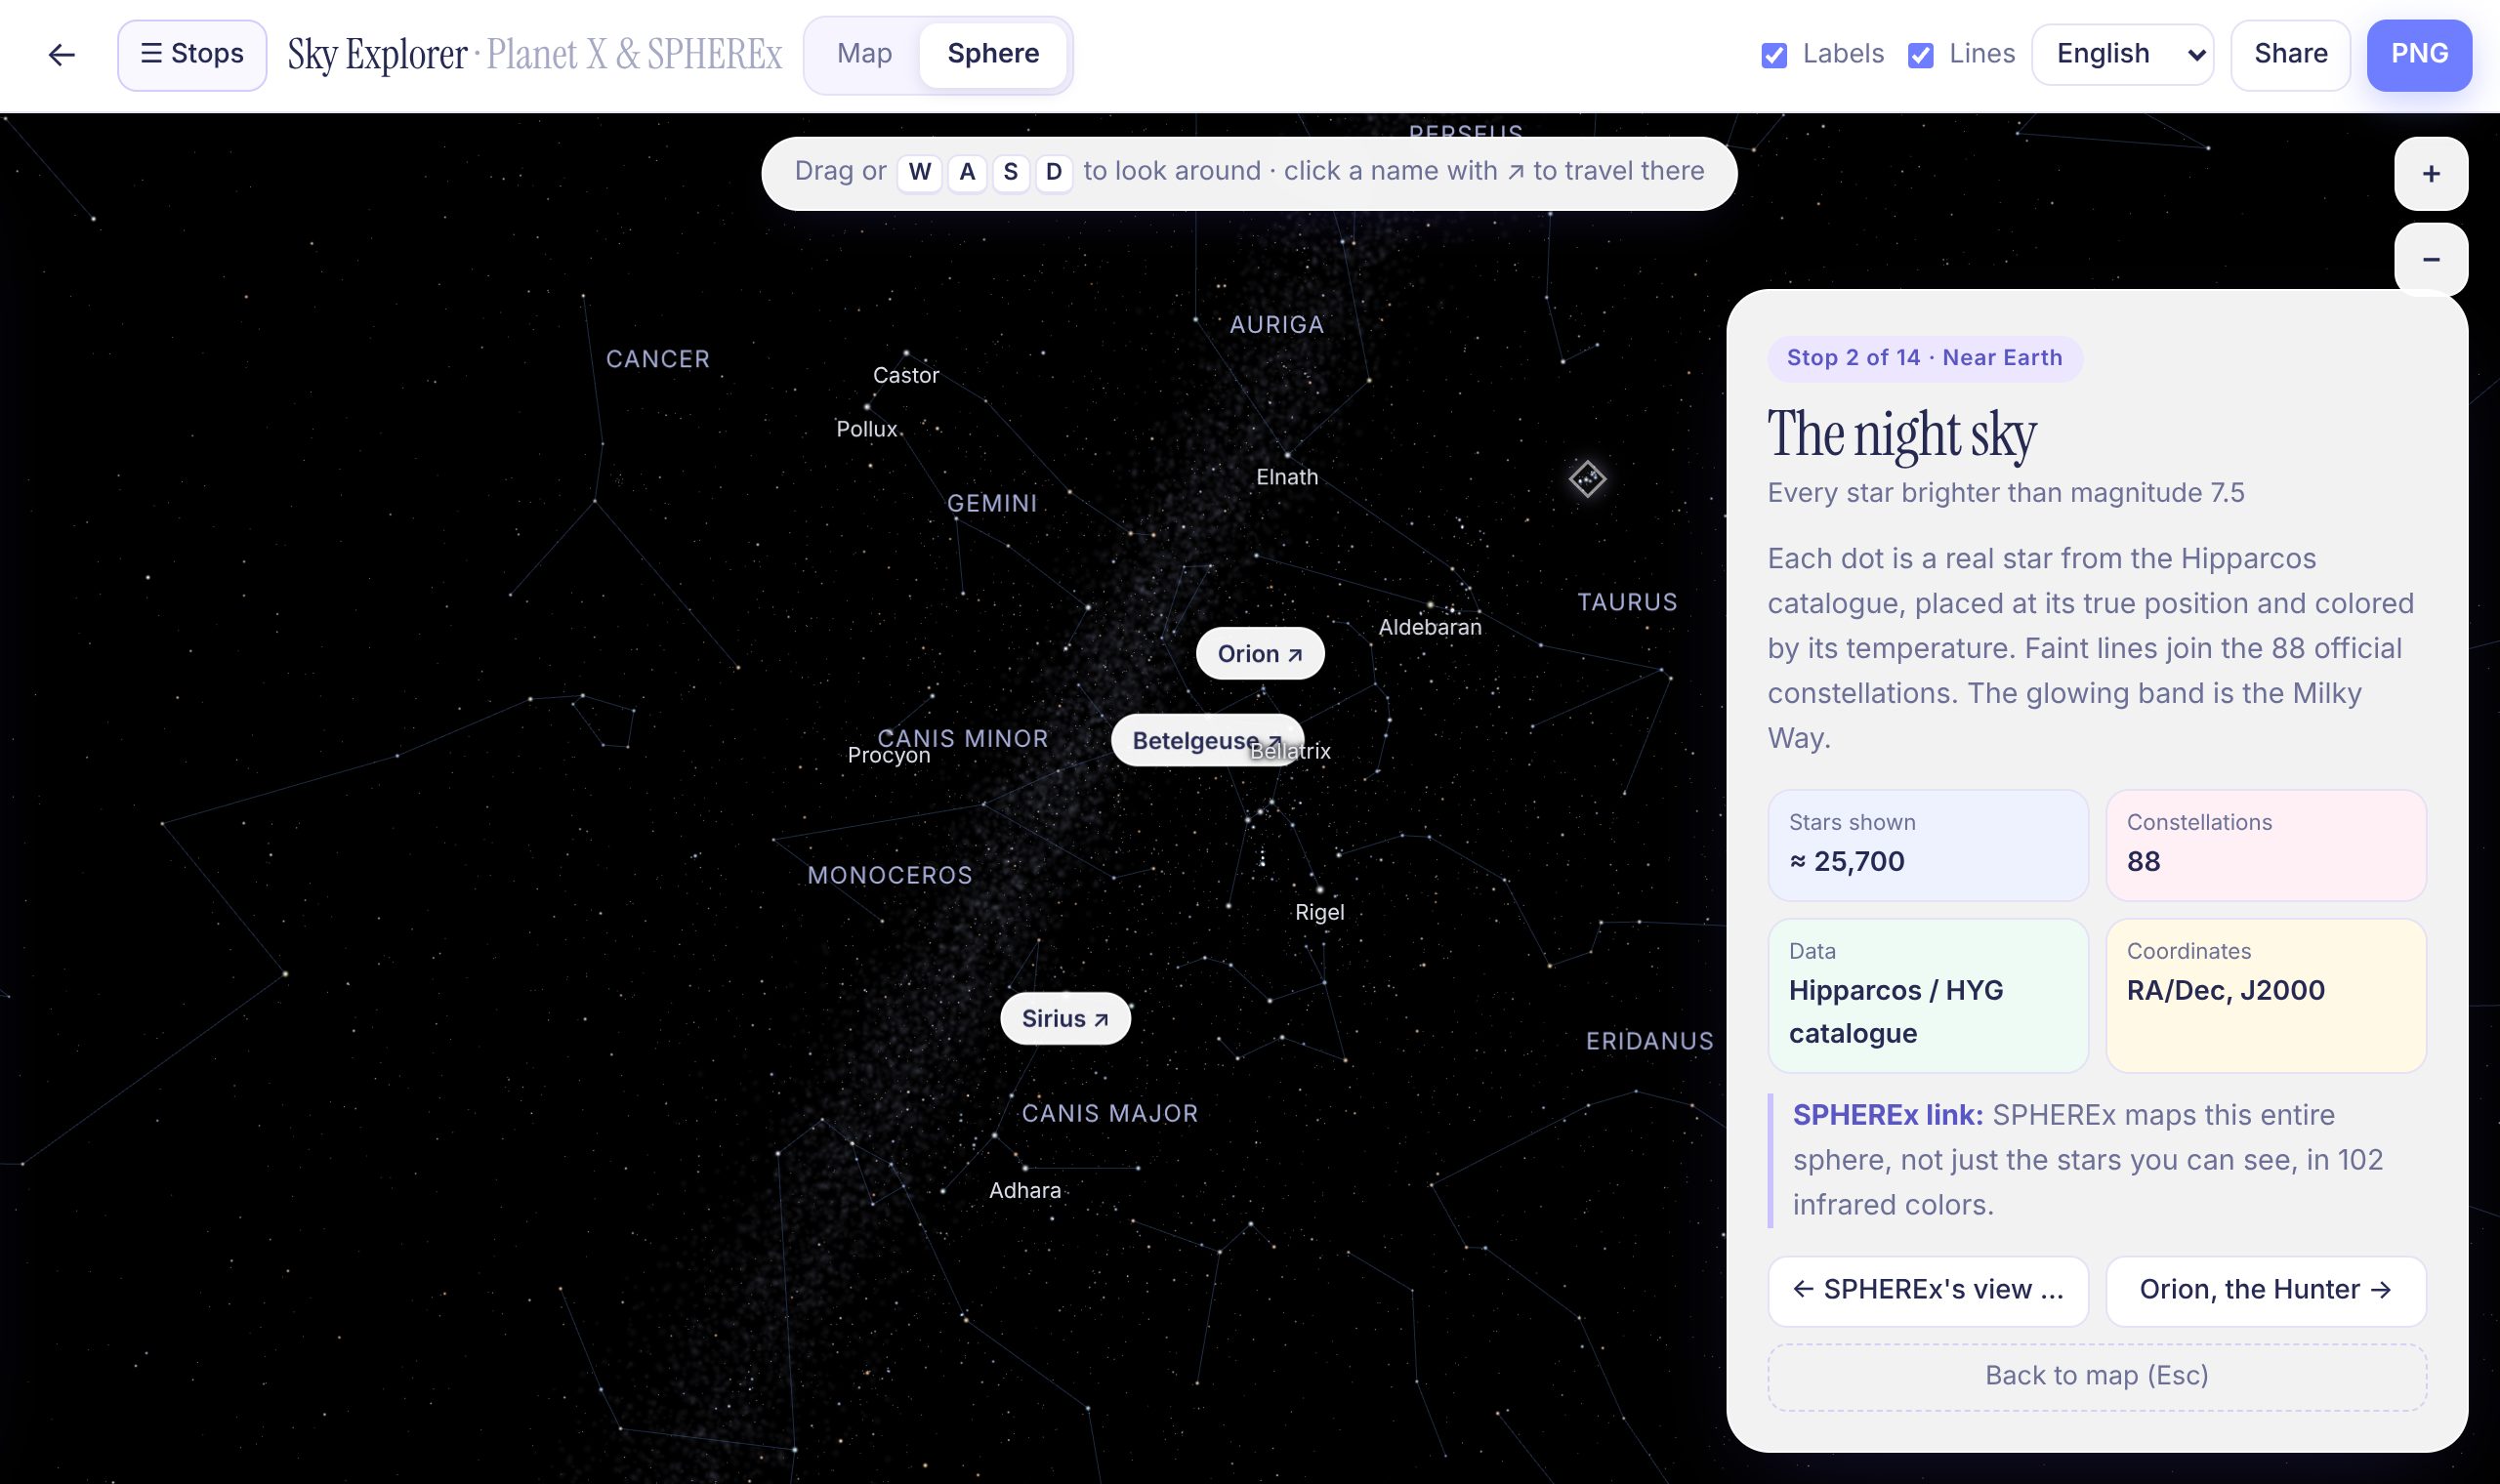 ← ☰ Stops Sky Explorer · Planet X & SPHEREx Map Sphere Labels Lines English Share PNG
PERSEUS
Drag or W A S D to look around · click a name with ↗ to travel there
+
−
AURIGA
CANCER
Castor
Pollux
Elnath
GEMINI
TAURUS
Aldebaran
Orion ↗
CANIS MINOR
Betelgeuse ↗
Bellatrix
Procyon
MONOCEROS
Rigel
Sirius ↗
ERIDANUS
CANIS MAJOR
Adhara
Stop 2 of 14 · Near Earth
The night sky
Every star brighter than magnitude 7.5
Each dot is a real star from the Hipparcos
catalogue, placed at its true position and colored
by its temperature. Faint lines join the 88 official
constellations. The glowing band is the Milky
Way.
Stars shown
≈ 25,700
Constellations
88
Data
Hipparcos / HYG
catalogue
Coordinates
RA/Dec, J2000
SPHEREx link: SPHEREx maps this entire
sphere, not just the stars you can see, in 102
infrared colors.
← SPHEREx's view ...
Orion, the Hunter →
Back to map (Esc)